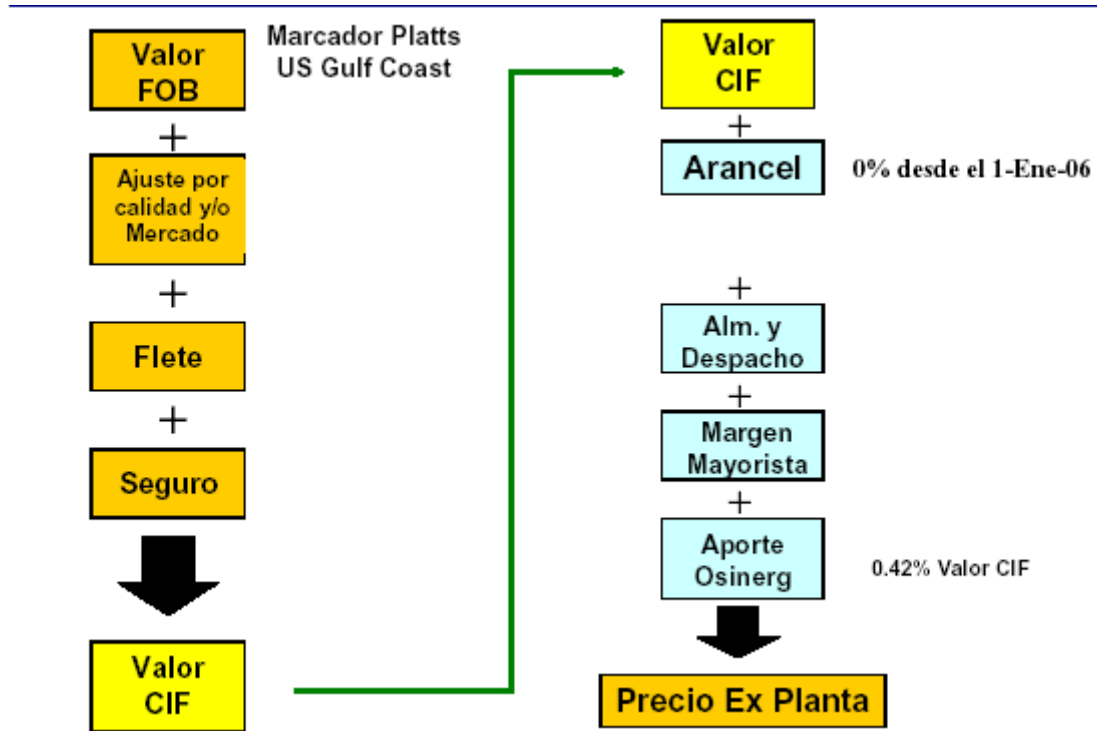 Valor
FOB
Marcador Platts
US Gulf Coast
+
Ajuste por
calidad y/o
Mercado
+
Flete
+
Seguro
Valor
CIF
Valor
CIF
+
Arancel
0% desde el 1-Ene-06
+
Alm. y
Despacho
+
Margen
Mayorista
+
Aporte
Osinerg
0.42% Valor CIF
Precio Ex Planta